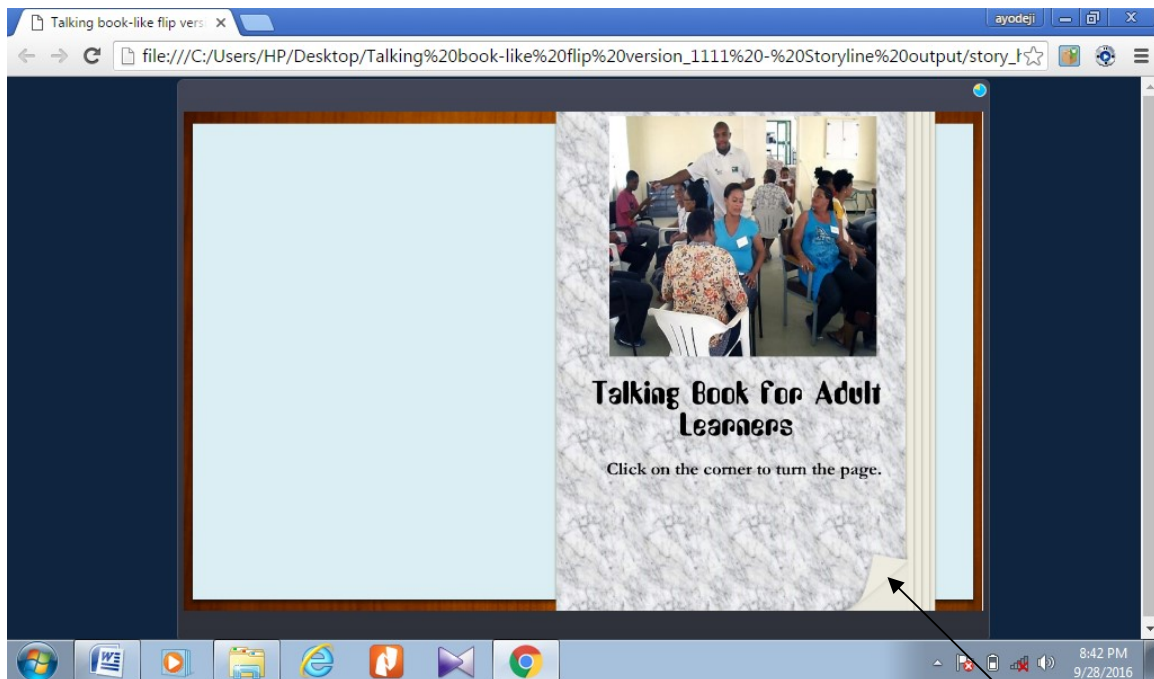 Talking book-like flip vers
ayodeji
file:///C:/Users/HP/Desktop/Talking%20book-like%20flip%20version_1111%20-%20Storyline%20output/story_h
Talking Book for Adult
Learners
Click on the corner to turn the page.
8:42 PM
9/28/2016